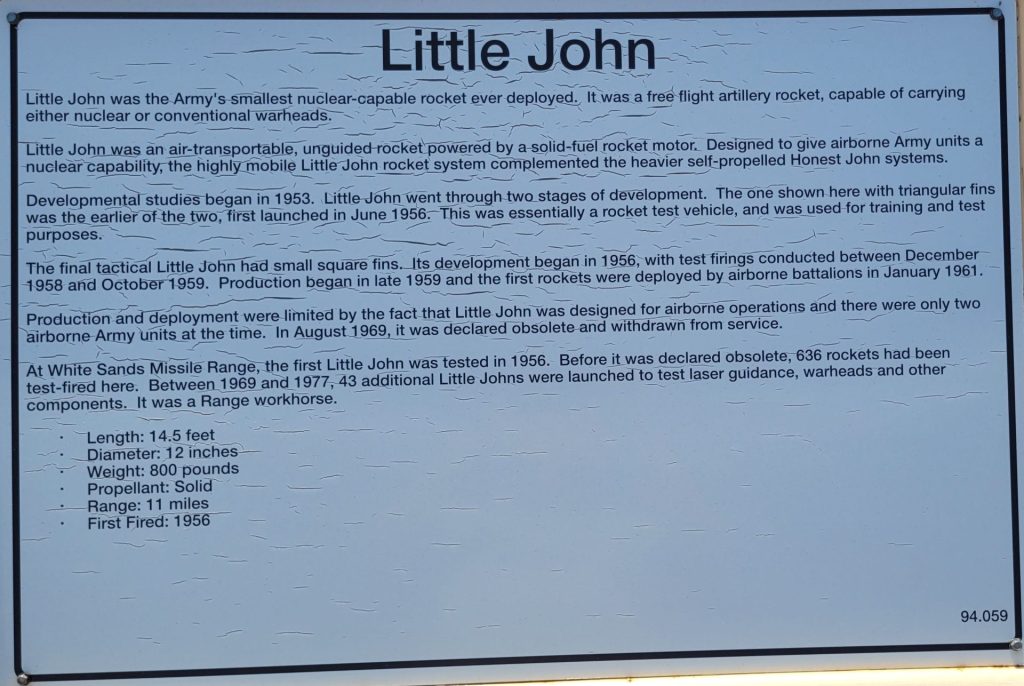 Little John
Little John was the Army's smallest nuclear-capable rocket ever deployed. It was a free flight artillery rocket, capable of carrying
either nuclear or conventional warheads.
Little John was an air-transportable, unguided rocket powered by a solid-fuel rocket motor. Designed to give airborne Army units a
nuclear capability, the highly mobile Little John rocket system complemented the heavier self-propelled Honest John systems.
Developmental studies began in 1953. Little John went through two stages of development. The one shown here with triangular fins
was the earlier of the two, first launched in June 1956. This was essentially a rocket test vehicle, and was used for training and test
purposes.
The final tactical Little John had small square fins. Its development began in 1956, with test firings conducted between December
1958 and October 1959. Production began in late 1959 and the first rockets were deployed by airborne battalions in January 1961.
Production and deployment were limited by the fact that Little John was designed for airborne operations and there were only two
airborne Army units at the time. In August 1969, it was declared obsolete and withdrawn from service.
At White Sands Missile Range, the first Little John was tested in 1956. Before it was declared obsolete, 636 rockets had been
test-fired here. Between 1969 and 1977, 43 additional Little Johns were launched to test laser guidance, warheads and other
components. It was a Range workhorse.
· Length: 14.5 feet
· Diameter: 12 inches
· Weight: 800 pounds
· Propellant: Solid
· Range: 11 miles
· First Fired: 1956
94.059